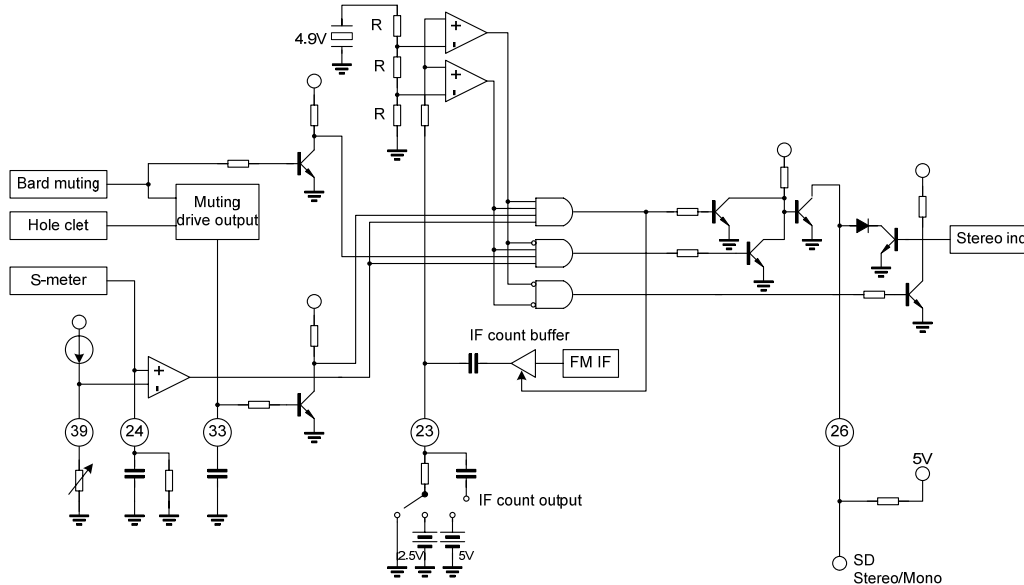 4.9V
R
R
R
+
-
+
-
Bard muting
Muting
drive output
Hole clet
S-meter
Stereo ind
IF count buffer
FM IF
+
-
39
24
33
23
26
5V
IF count output
2.5V
5V
SD
Stereo/Mono